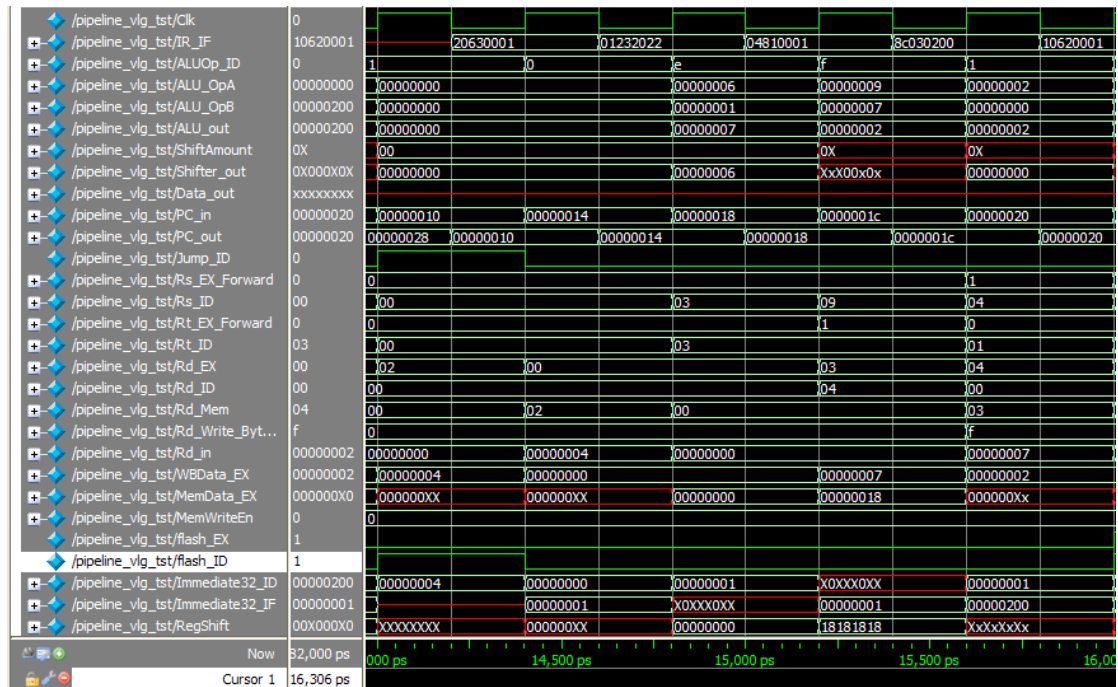 /pipeline_vlg_tst/Clk 0
/pipeline_vlg_tst/IR_IF 10620001 20630001 01232022 04810001 8c030200 10620001
/pipeline_vlg_tst/ALUOp_ID 0 1 0 e f 1
/pipeline_vlg_tst/ALU_OpA 00000000 00000000 00000006 00000009 00000002
/pipeline_vlg_tst/ALU_OpB 00000200 00000000 00000001 00000007 00000000
/pipeline_vlg_tst/ALU_out 00000200 00000000 00000007 00000002 00000002
/pipeline_vlg_tst/ShiftAmount 0X 00 0X 0X
/pipeline_vlg_tst/Shifter_out 0X000X0X 00000000 00000006 XxX00x0x 00000000
/pipeline_vlg_tst/Data_out xxxxxxxx
/pipeline_vlg_tst/PC_in 00000020 00000010 00000014 00000018 0000001c 00000020
/pipeline_vlg_tst/PC_out 00000020 00000028 00000010 00000014 00000018 0000001c 00000020
/pipeline_vlg_tst/Jump_ID 0
/pipeline_vlg_tst/Rs_EX_Forward 0 0 1
/pipeline_vlg_tst/Rs_ID 00 00 03 09 04
/pipeline_vlg_tst/Rt_EX_Forward 0 0 1 0
/pipeline_vlg_tst/Rt_ID 03 00 03 01
/pipeline_vlg_tst/Rd_EX 00 02 00 03 04
/pipeline_vlg_tst/Rd_ID 00 00 04 00
/pipeline_vlg_tst/Rd_Mem 04 00 02 00 03
/pipeline_vlg_tst/Rd_Write_Byt... f 0 f
/pipeline_vlg_tst/Rd_in 00000002 00000000 00000004 00000000 00000007
/pipeline_vlg_tst/WBData_EX 00000002 00000004 00000000 00000007 00000002
/pipeline_vlg_tst/MemData_EX 000000X0 000000XX 000000XX 00000000 00000018 000000Xx
/pipeline_vlg_tst/MemWriteEn 0 0
/pipeline_vlg_tst/flash_EX 1
/pipeline_vlg_tst/flash_ID 1
/pipeline_vlg_tst/Immediate32_ID 00000200 00000004 00000000 00000001 X0XXX0XX 00000001
/pipeline_vlg_tst/Immediate32_IF 00000001 00000001 X0XXX0XX 00000001 00000200
/pipeline_vlg_tst/RegShift 00X000X0 XXXXXXXX 000000XX 00000000 18181818 XxXxXxXx
Now 82,000 ps 000 ps 14,500 ps 15,000 ps 15,500 ps 16,00
Cursor 1 16,306 ps